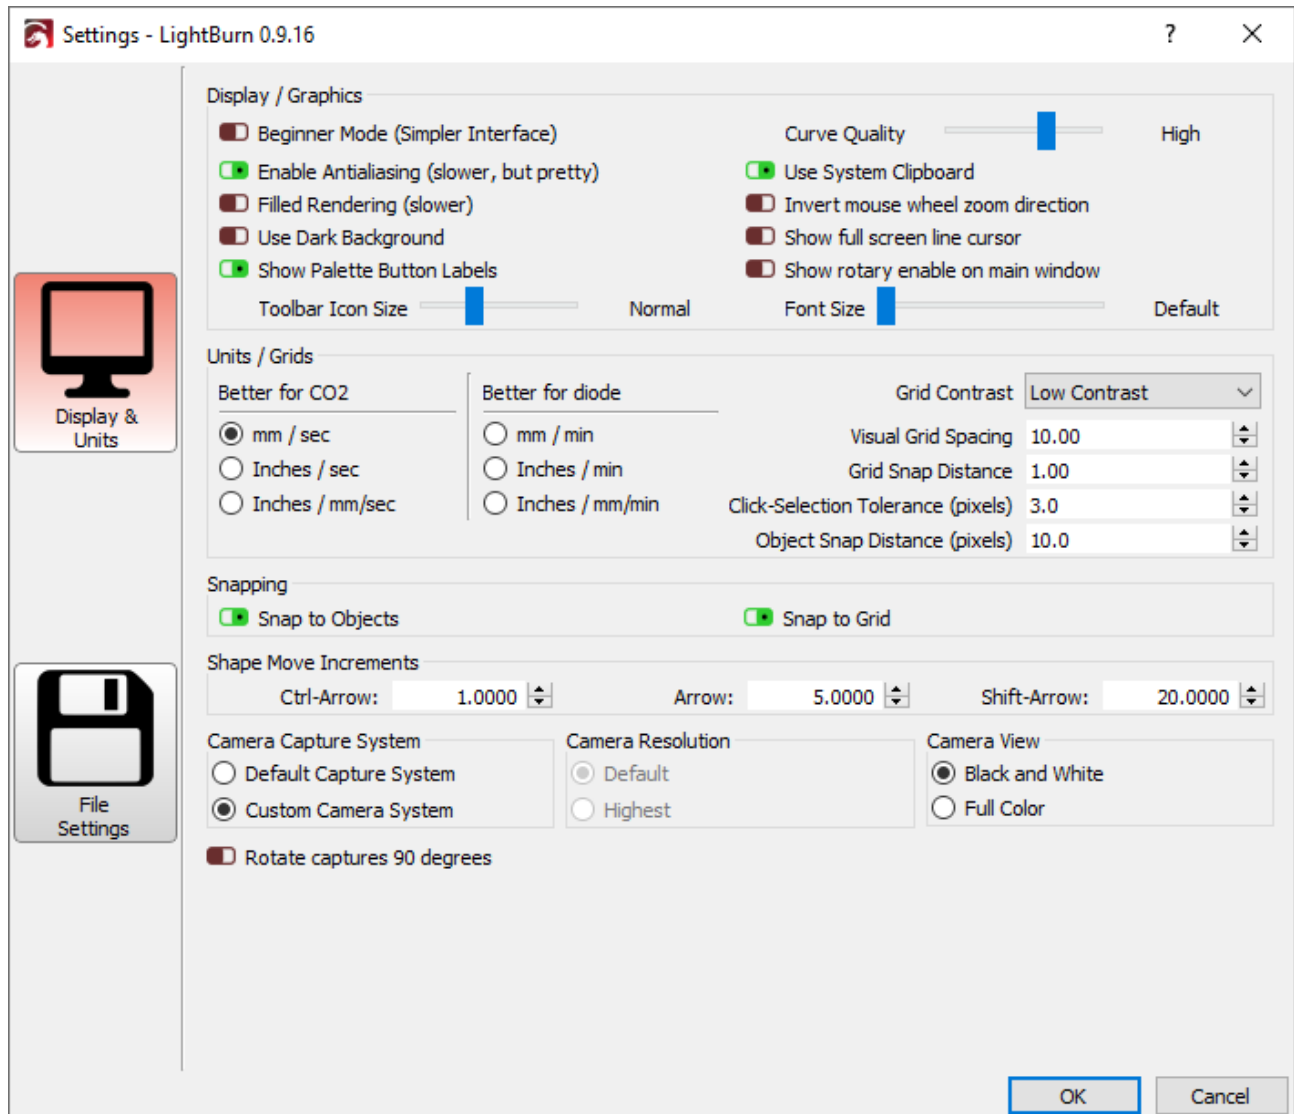 Settings - LightBurn 0.9.16
?
Display / Graphics
Beginner Mode (Simpler Interface)
Curve Quality
High
Enable Antialiasing (slower, but pretty)
Use System Clipboard
Filled Rendering (slower)
Invert mouse wheel zoom direction
Use Dark Background
Show full screen line cursor
Show Palette Button Labels
Show rotary enable on main window
Toolbar Icon Size
Normal
Font Size
Default
Display &
Units
Units / Grids
Better for CO2
Better for diode
Grid Contrast
Low Contrast
mm / sec
mm / min
Visual Grid Spacing
10.00
Inches / sec
Inches / min
Grid Snap Distance
1.00
Inches / mm/sec
Inches / mm/min
Click-Selection Tolerance (pixels)
3.0
Object Snap Distance (pixels)
10.0
Snapping
Snap to Objects
Snap to Grid
Shape Move Increments
Ctrl-Arrow:
1.0000
Arrow:
5.0000
Shift-Arrow:
20.0000
File
Settings
Camera Capture System
Default Capture System
Custom Camera System
Camera Resolution
Default
Highest
Camera View
Black and White
Full Color
Rotate captures 90 degrees
OK
Cancel